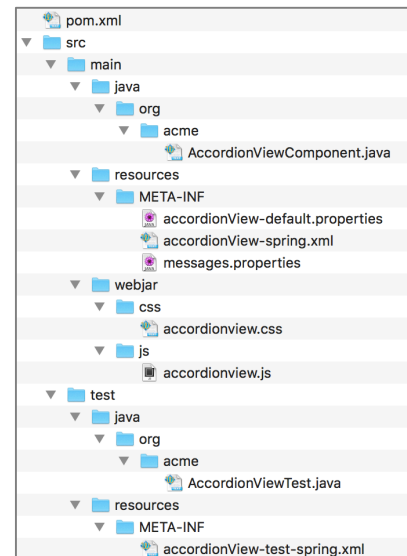 pom.xml
src
main
java
org
acme
AccordionViewComponent.java
resources
META-INF
accordionView-default.properties
accordionView-spring.xml
messages.properties
webjar
css
accordionview.css
js
accordionview.js
test
java
org
acme
AccordionViewTest.java
resources
META-INF
accordionView-test-spring.xml